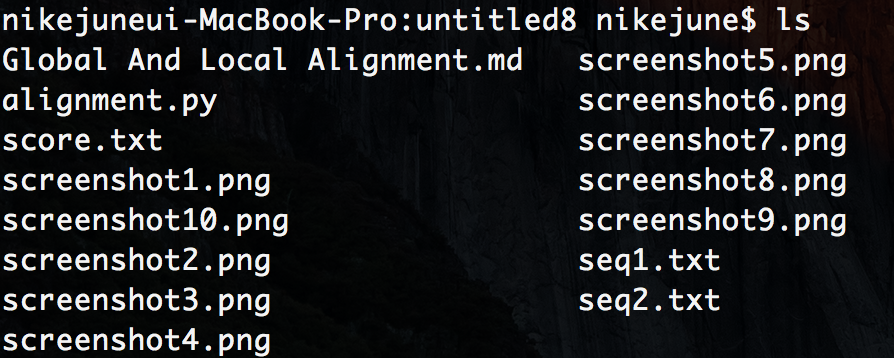 nikejuneui-MacBook-Pro:untitled8 nikejune$ ls
Global And Local Alignment.md screenshot5.png
alignment.py screenshot6.png
score.txt screenshot7.png
screenshot1.png screenshot8.png
screenshot10.png screenshot9.png
screenshot2.png seq1.txt
screenshot3.png seq2.txt
screenshot4.png